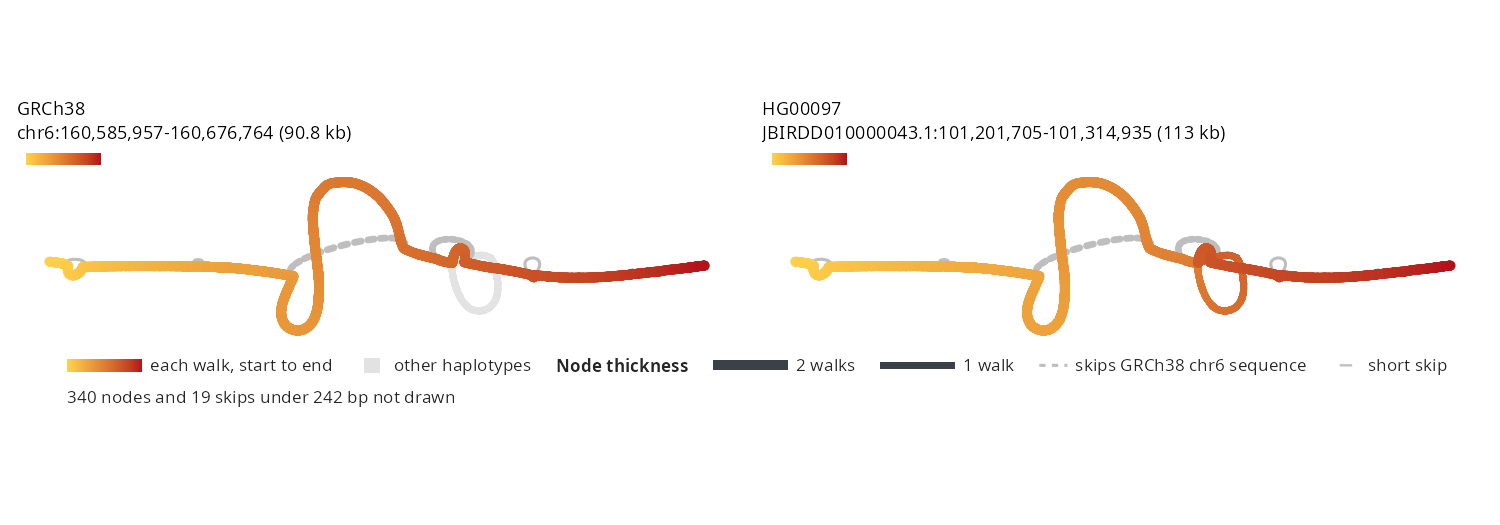 GRCh38
chr6:160,585,957-160,676,764 (90.8 kb)
HG00097
JBIRDD010000043.1:101,201,705-101,314,935 (113 kb)
each walk, start to end
other haplotypes
Node thickness
2 walks
1 walk
skips GRCh38 chr6 sequence
short skip
340 nodes and 19 skips under 242 bp not drawn